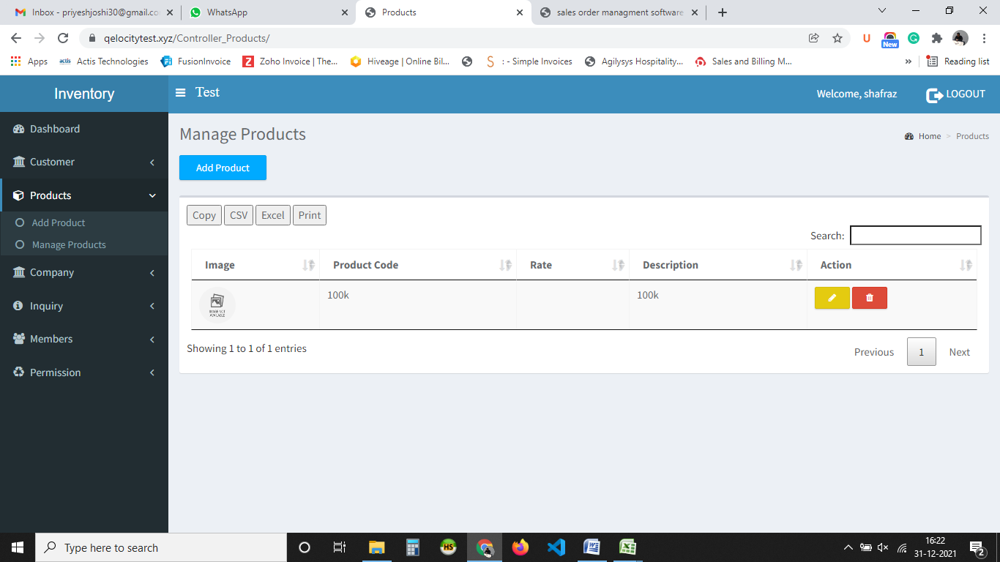 Inbox - priyeshjoshi30@gmail.co
WhatsApp
Products
sales order managment software
qelocitytest.xyz/Controller_Products/
U
New
G
Apps
actis Actis Technologies
FusionInvoice
Z Zoho Invoice | The...
Hiveage | Online Bil...
S : - Simple Invoices
Agilysys Hospitality...
Sales and Billing M...
»
Reading list
Inventory
Test
Welcome, shafraz
LOGOUT
Dashboard
Customer
Products
Add Product
Manage Products
Company
Inquiry
Members
Permission
Manage Products
Home > Products
Add Product
Copy CSV Excel Print
Search:
Image Product Code Rate Description Action
IMAGE NOT
AVAILABLE
100k 100k
Showing 1 to 1 of 1 entries
Previous 1 Next
Type here to search
HS
16:22
31-12-2021
2